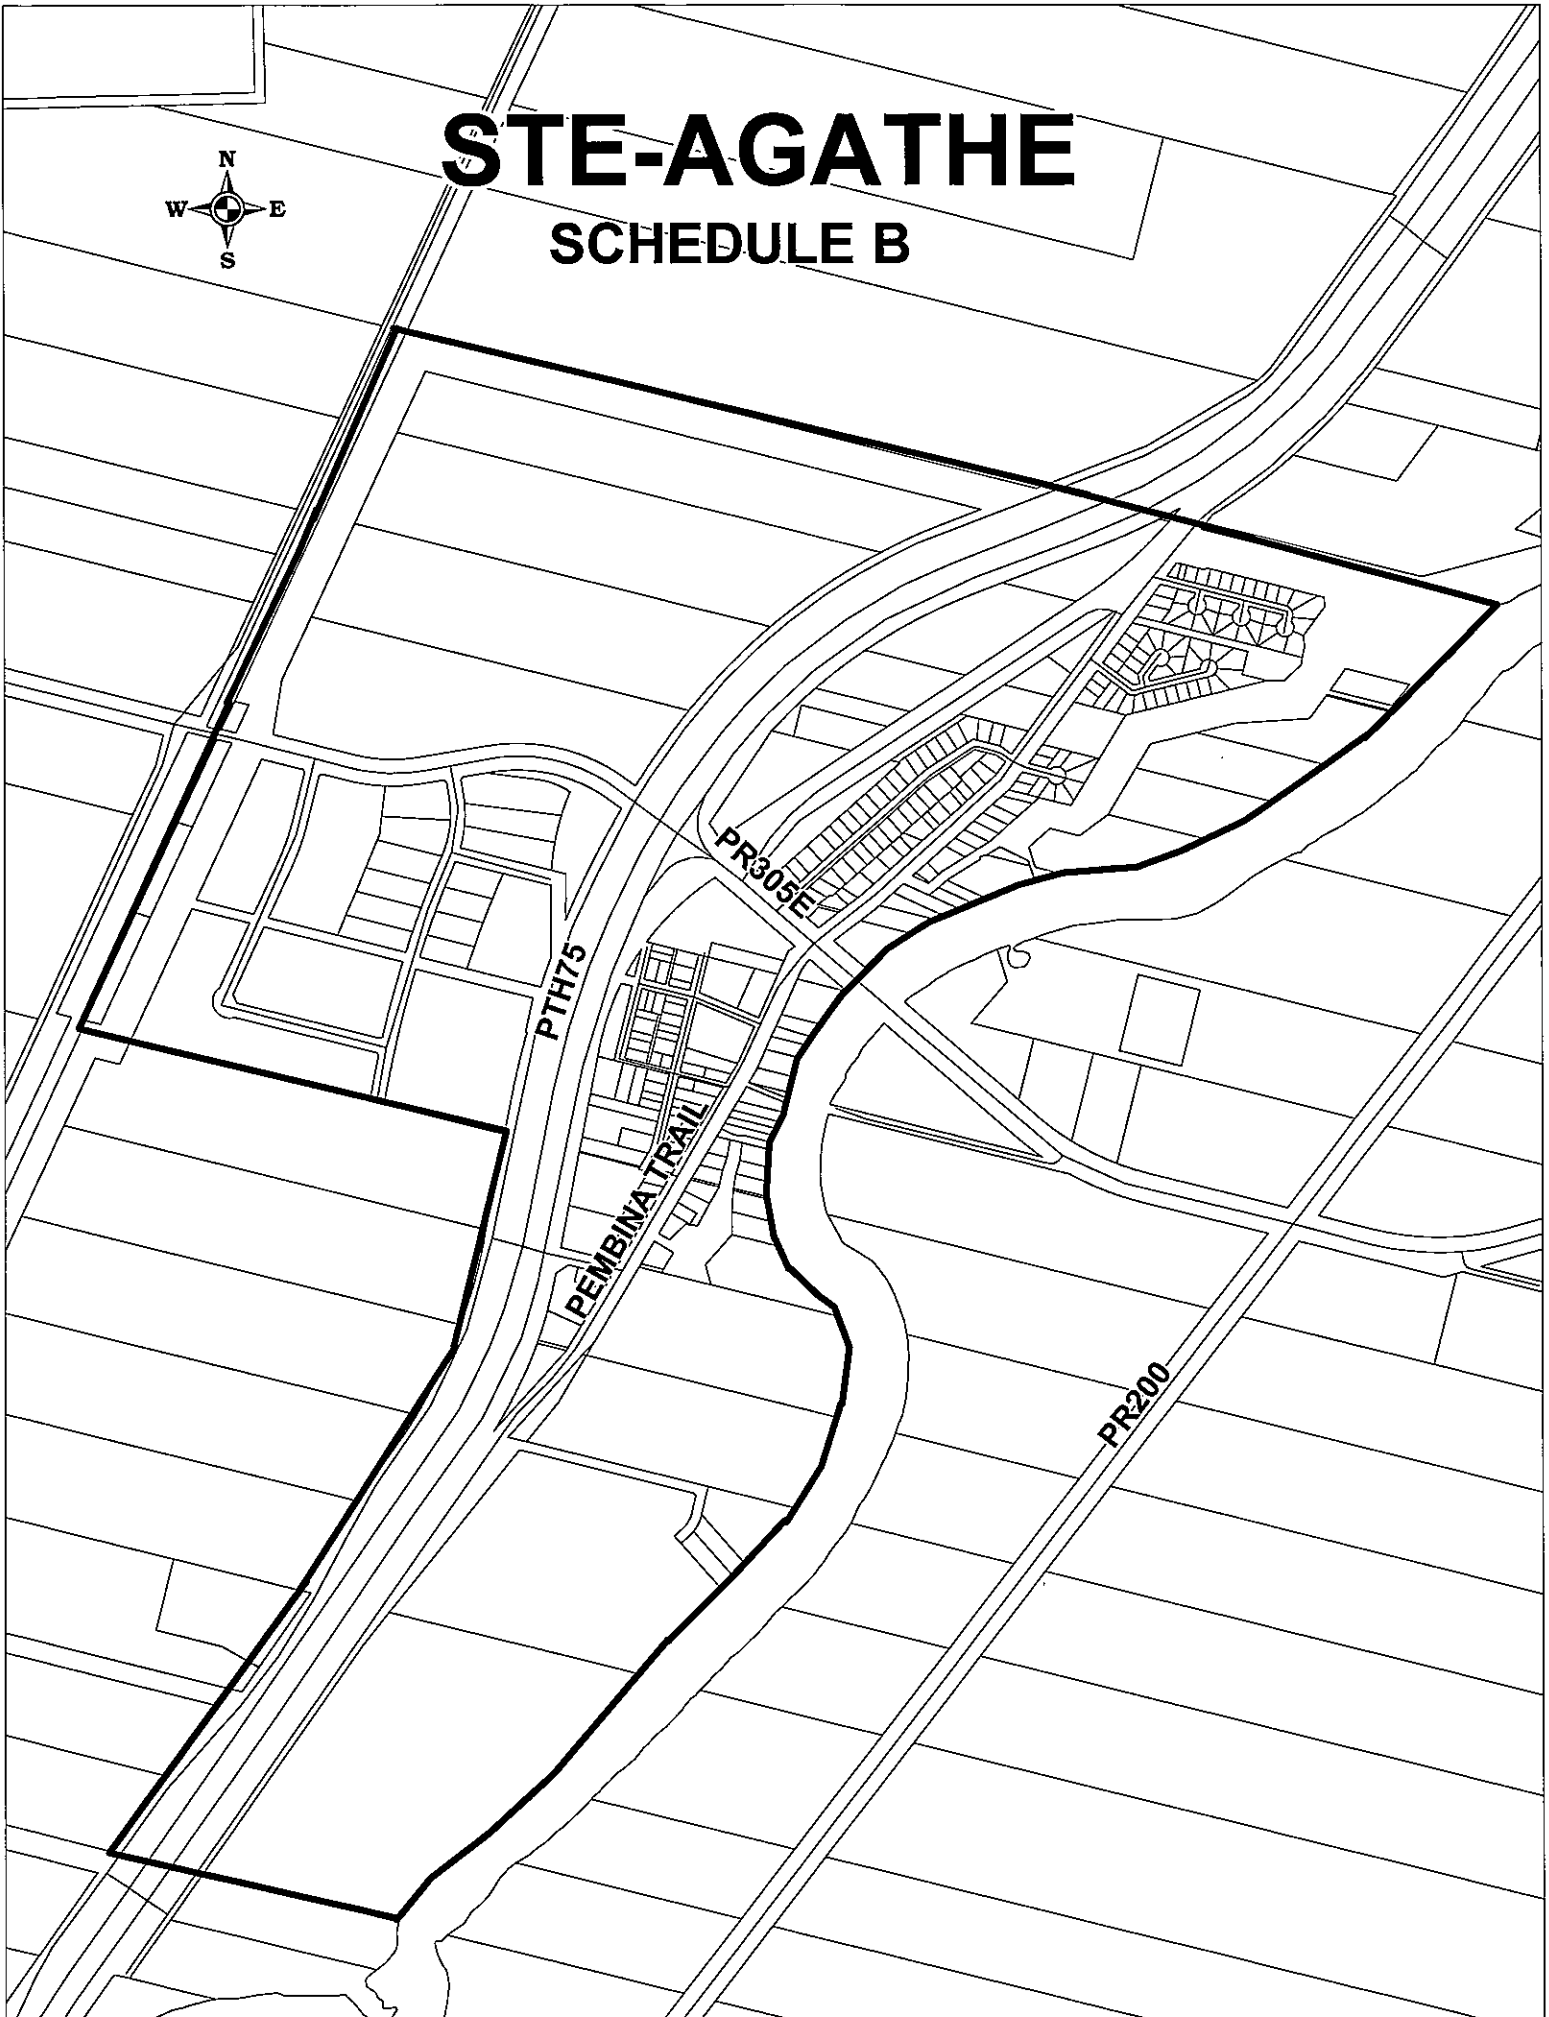 STE-AGATHE
SCHEDULE B
N
W E
S
PR305E
PTH75
PEMBINA TRAIL
PR200